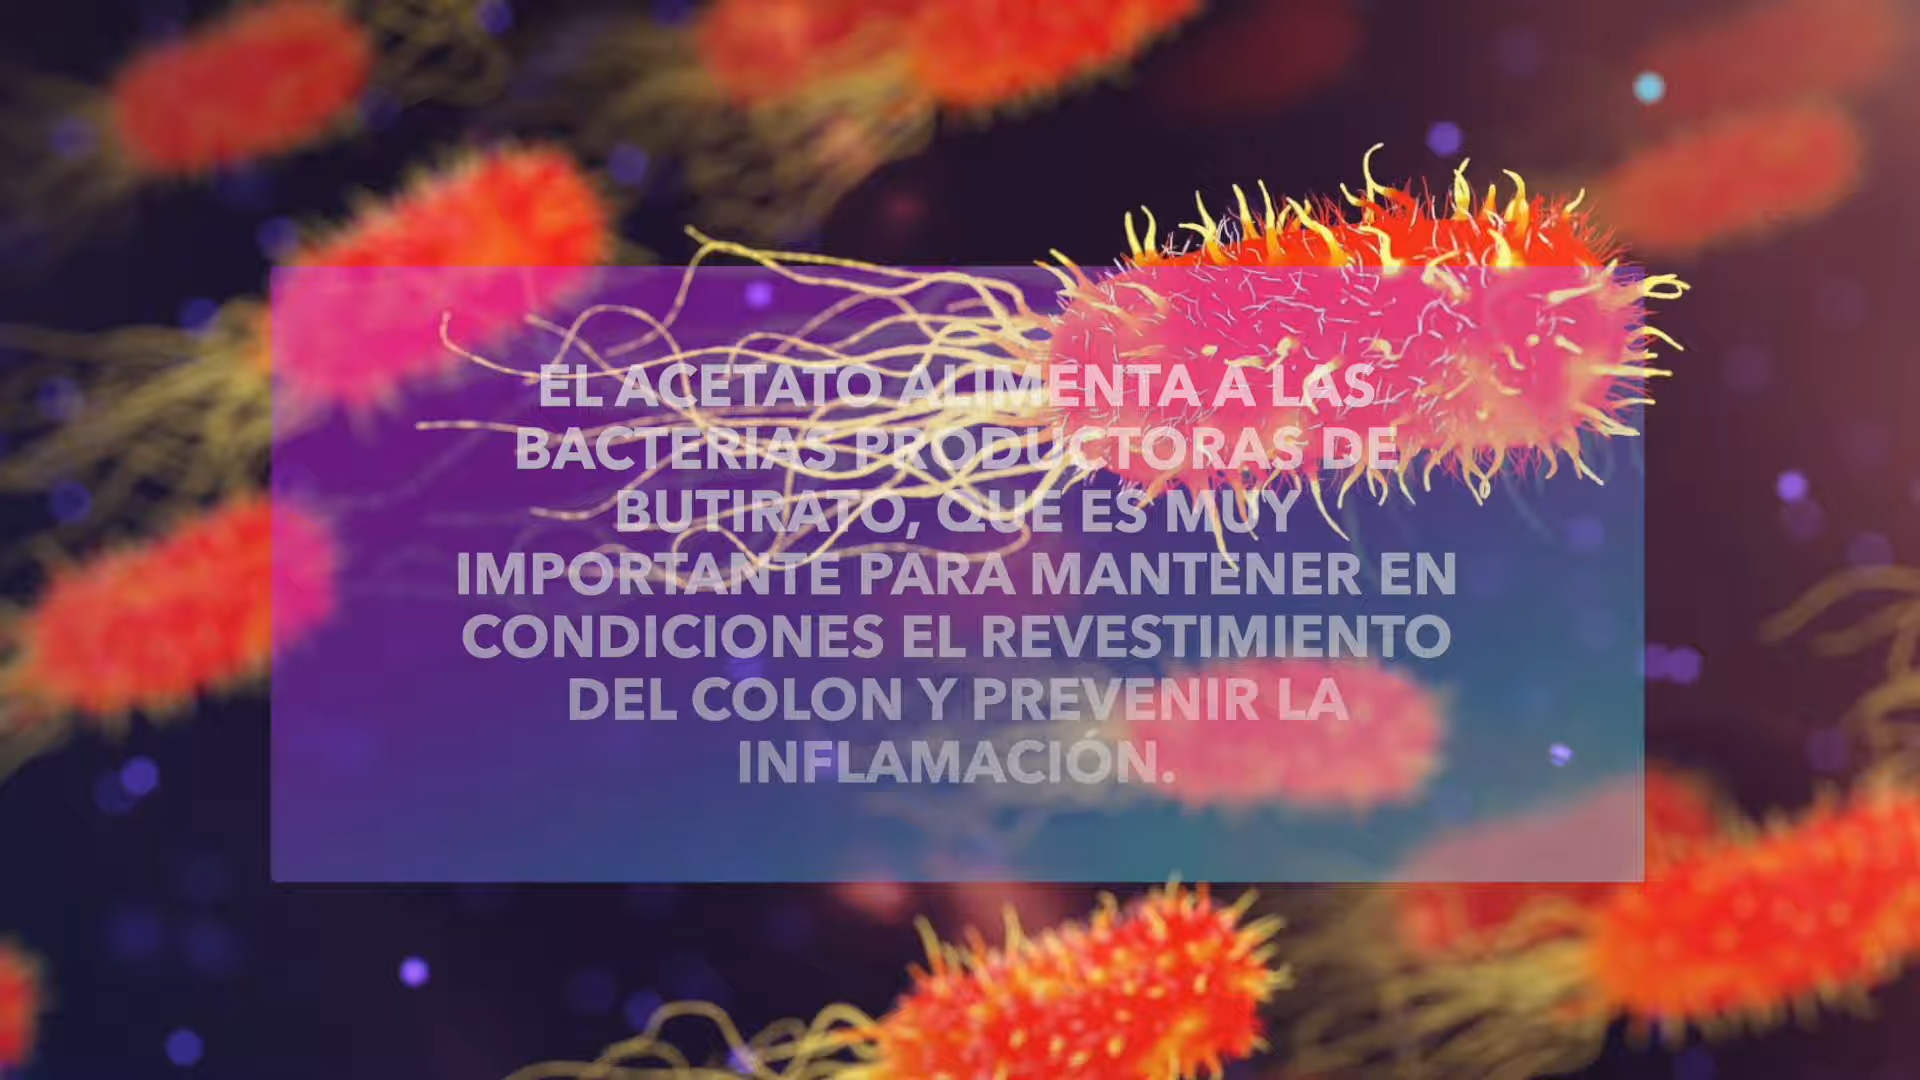 EL ACETATO ALIMENTA A LAS
BACTERIAS PRODUCTORAS DE
BUTIRATO, QUE ES MUY
IMPORTANTE PARA MANTENER EN
CONDICIONES EL REVESTIMIENTO
DEL COLON Y PREVENIR LA
INFLAMACIÓN.